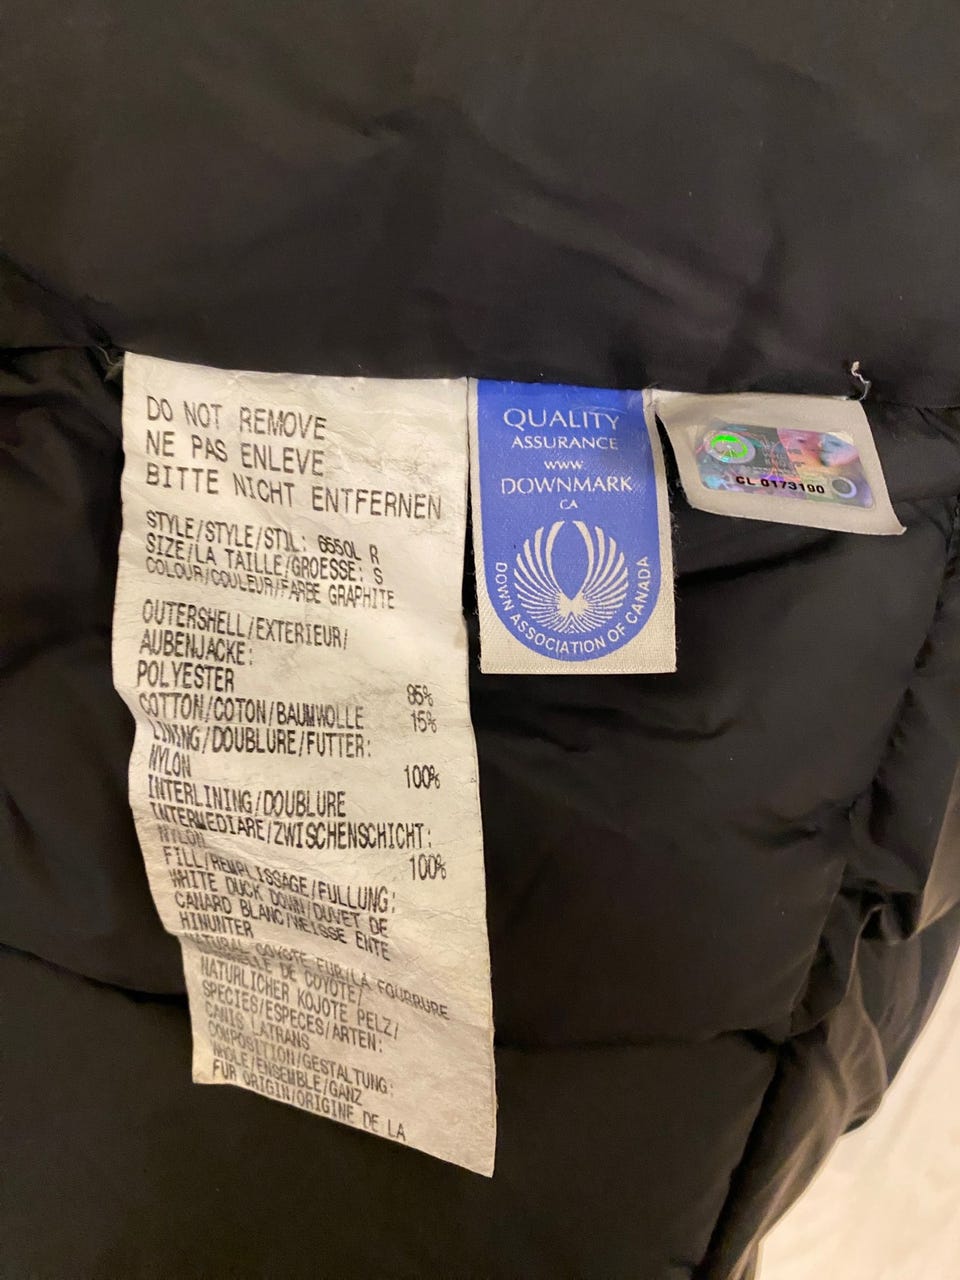 DO NOT REMOVE
NE PAS ENLEVE
BITTE NICHT ENTFERNEN
STYLE/STYLE/STIL: 6550L R
SIZE/LA TAILLE/GROESSE: S
COLOUR/COULEUR/FARBE GRAPHITE
OUTERSHELL/EXTERIEUR/
AUBENJACKE:
POLYESTER 85%
COTTON/COTON/BAUMWOLLE 15%
LINING/DOUBLURE/FUTTER:
NYLON 100%
INTERLINING/DOUBLURE
INTERMEDIARE/ZWISCHENSCHICHT:
NYLON 100%
FILL/REMPLISSAGE/FULLUNG:
WHITE DUCK DOWN/DUVET DE
CANARD BLANC/WEISSE ENTE
HINUNTER
NATURAL COYOTE FUR/LA FOURRURE
DE COYOTE/
NATURLICHER KOJOTE PELZ/
SPECIES/ESPECES/ARTEN:
CANIS LATRANS
COMPOSITION/GESTALTUNG:
WHOLE/ENSEMBLE/GANZ
FUR ORIGIN/ORIGINE DE LA
QUALITY
ASSURANCE
www.
DOWNMARK
CA
DOWN ASSOCIATION OF CANADA
CL 0173190